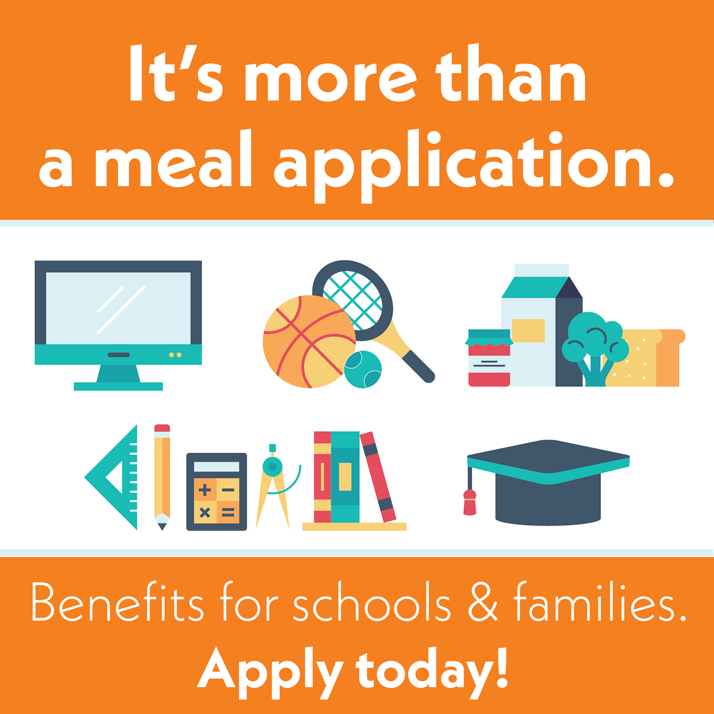 It's more than
a meal application.
Benefits for schools & families.
Apply today!